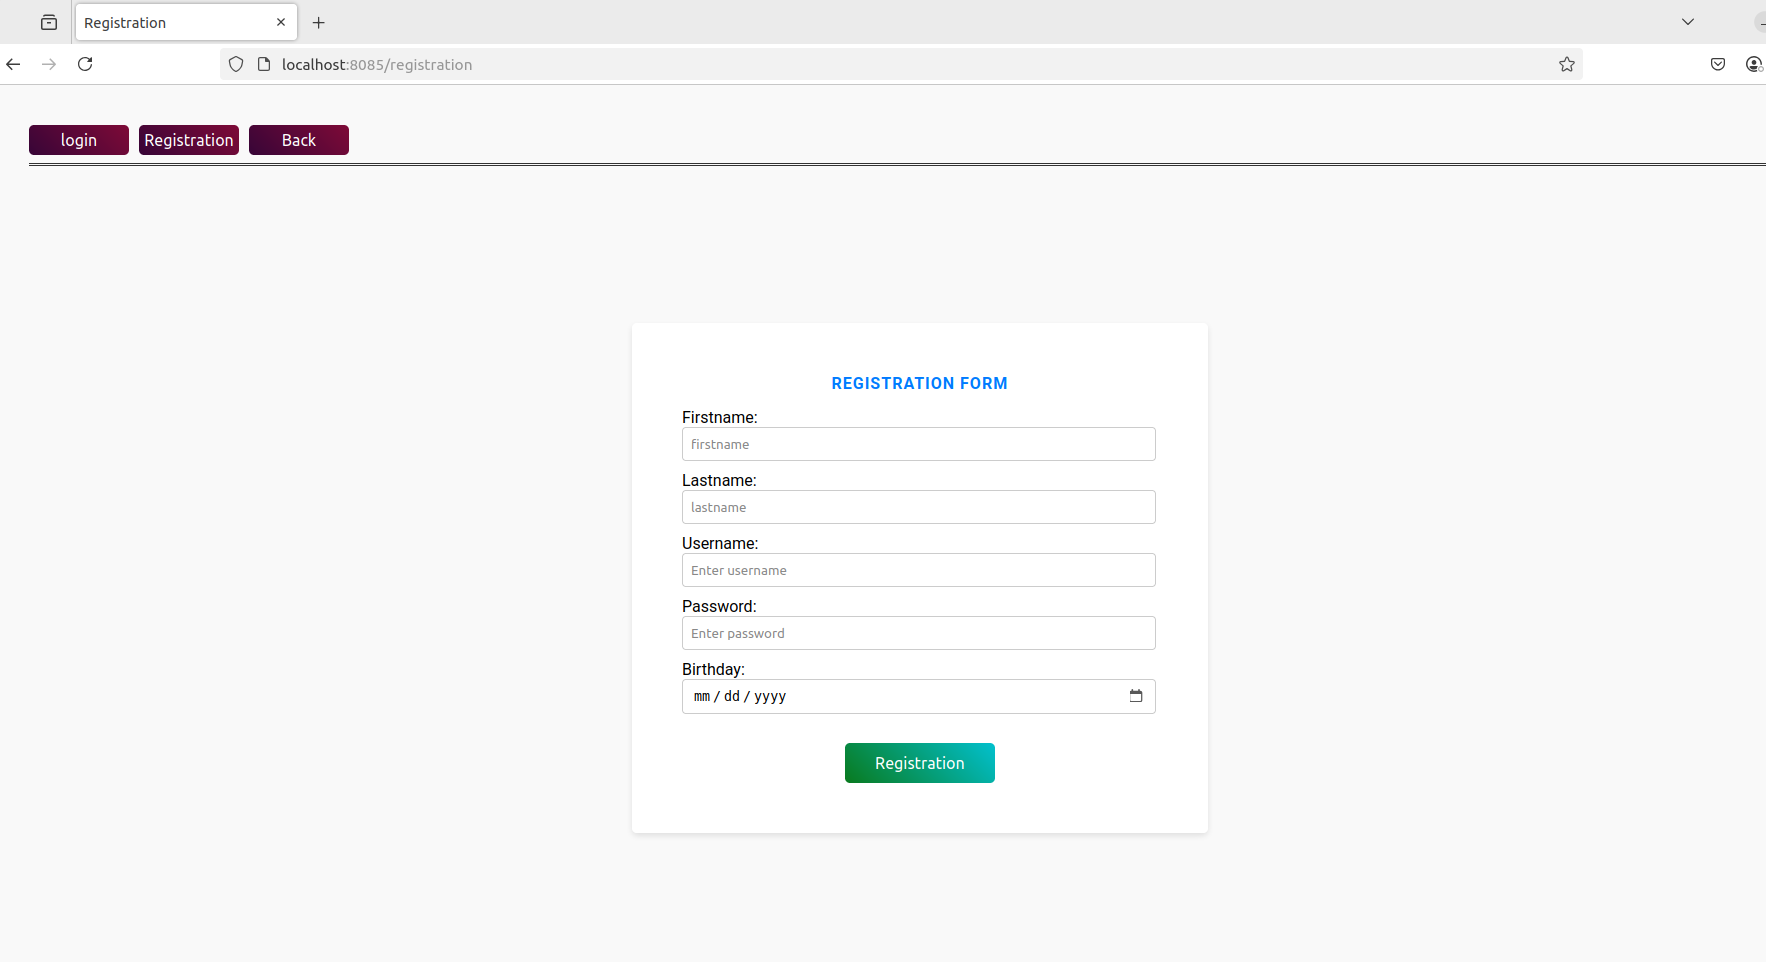 Registration
localhost:8085/registration
login Registration Back
REGISTRATION FORM
Firstname:
firstname
Lastname:
lastname
Username:
Enter username
Password:
Enter password
Birthday:
mm / dd / yyyy
Registration